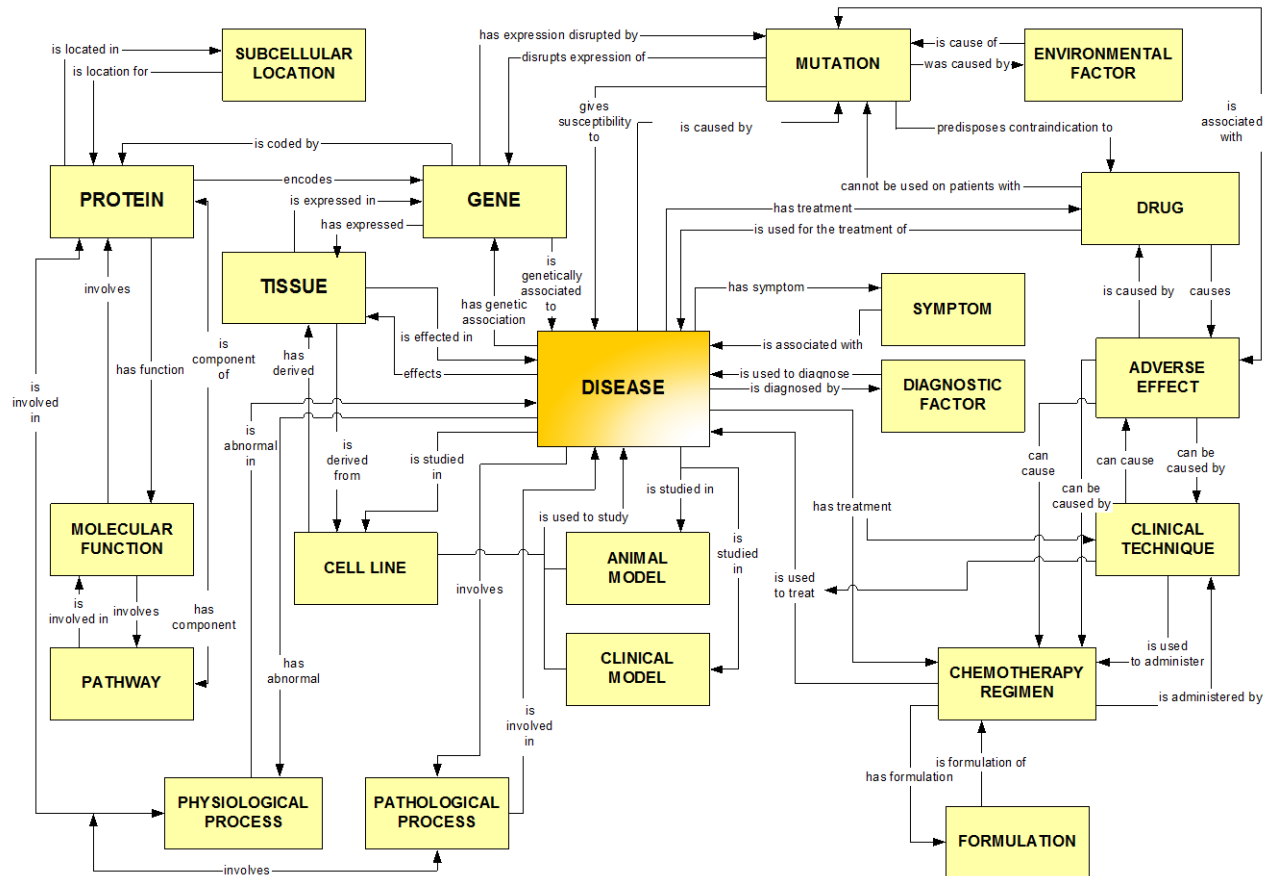 is located in
is location for
SUBCELLULAR
LOCATION
has expression disrupted by
disrupts expression of
MUTATION
is cause of
was caused by
ENVIRONMENTAL
FACTOR
is
associated
with
gives
susceptibility
to
is caused by
predisposes contraindication to
is coded by
PROTEIN
encodes
GENE
is expressed in
has expressed
cannot be used on patients with
DRUG
has treatment
is used for the treatment of
TISSUE
is
genetically
associated
to
has genetic
association
involves
has symptom
SYMPTOM
is caused by
causes
is associated with
is
component
of
has
derived
is effected in
effects
DISEASE
is used to diagnose
is diagnosed by
DIAGNOSTIC
FACTOR
ADVERSE
EFFECT
is
involved
in
has function
is
abnormal
in
is
derived
from
is studied
in
can
cause
can be
caused by
can cause
can be
caused by
is studied in
has treatment
MOLECULAR
FUNCTION
is used to study
is
studied
in
CLINICAL
TECHNIQUE
CELL LINE
ANIMAL
MODEL
is
involved in
involves
involves
is used
to treat
has
component
is used
to administer
PATHWAY
has
abnormal
CLINICAL
MODEL
CHEMOTHERAPY
REGIMEN
is administered by
is
involved
in
has formulation
is formulation of
PHYSIOLOGICAL
PROCESS
PATHOLOGICAL
PROCESS
FORMULATION
involves